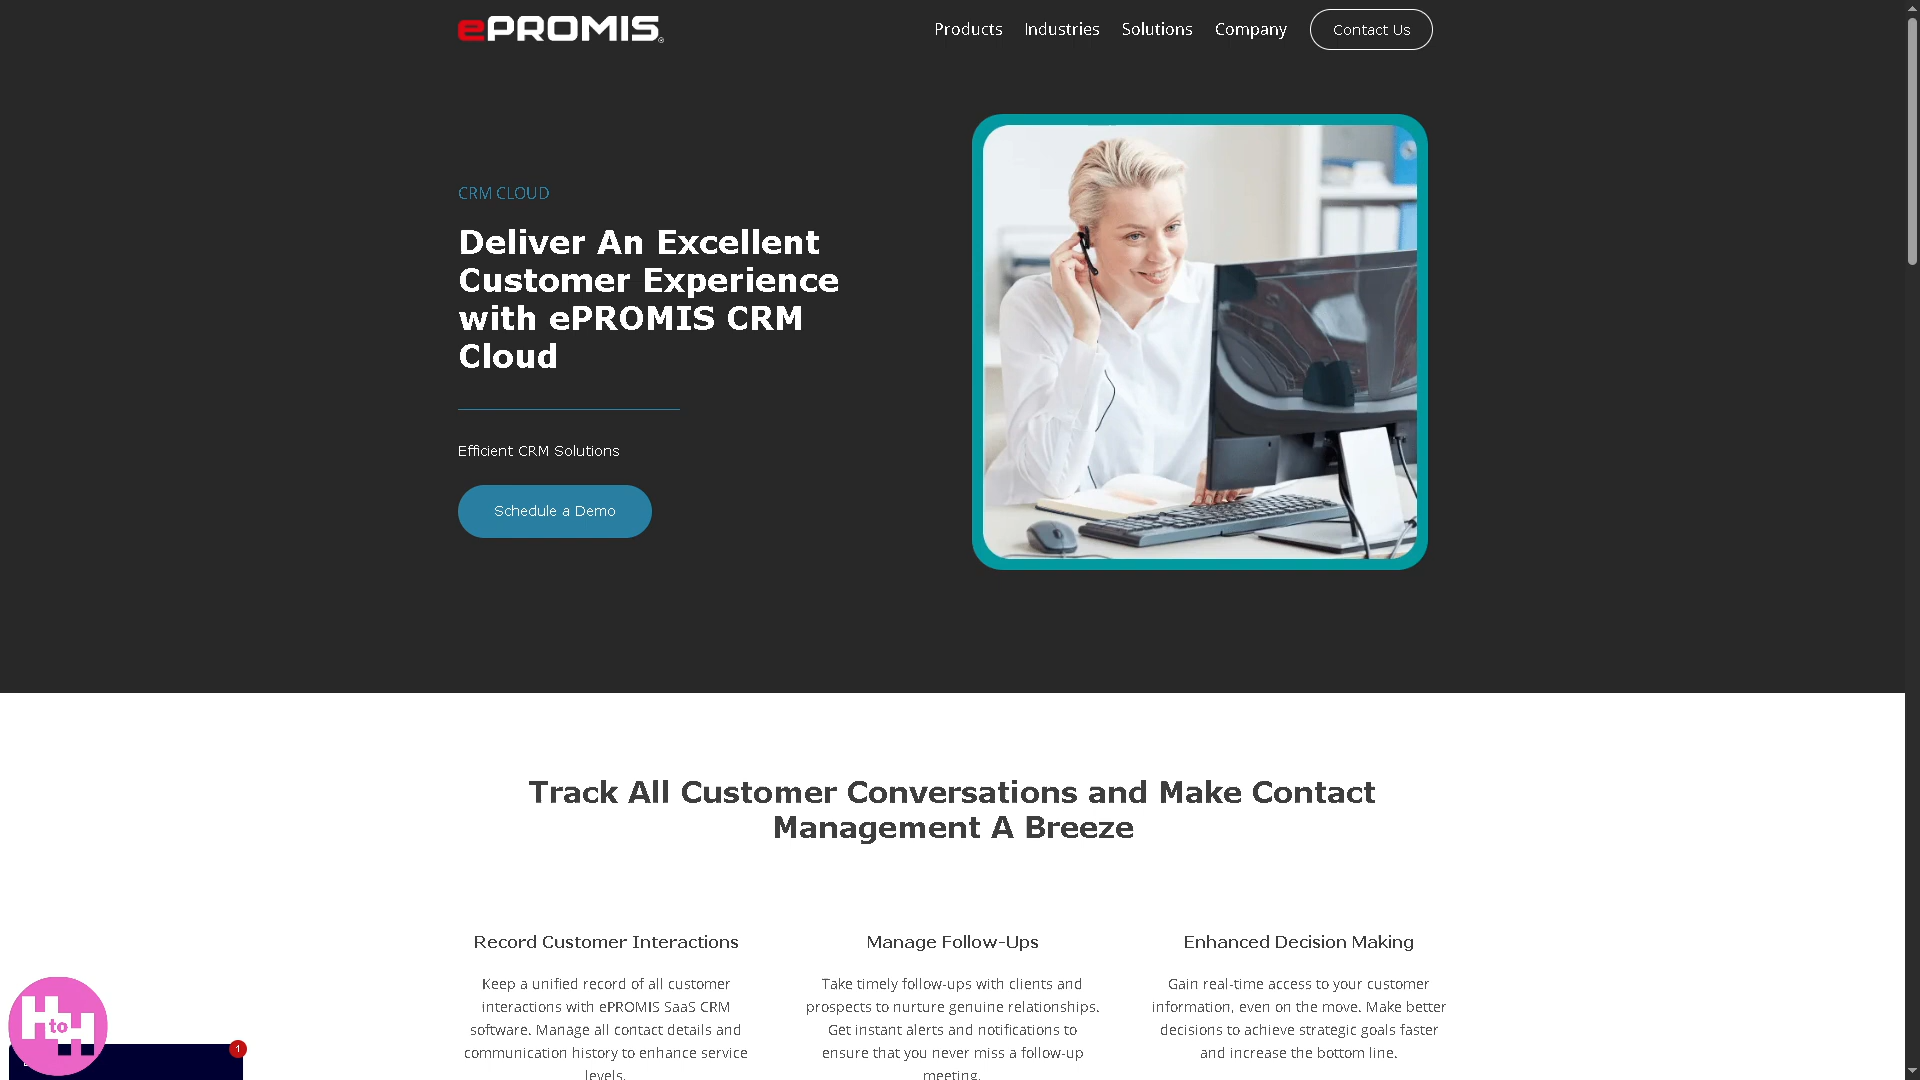 ePROMIS®
Products Industries Solutions Company Contact Us
CRM CLOUD
Deliver An Excellent
Customer Experience
with ePROMIS CRM
Cloud
Efficient CRM Solutions
Schedule a Demo
Track All Customer Conversations and Make Contact
Management A Breeze
Record Customer Interactions
Keep a unified record of all customer
interactions with ePROMIS SaaS CRM
software. Manage all contact details and
communication history to enhance service
levels.
Manage Follow-Ups
Take timely follow-ups with clients and
prospects to nurture genuine relationships.
Get instant alerts and notifications to
ensure that you never miss a follow-up
meeting.
Enhanced Decision Making
Gain real-time access to your customer
information, even on the move. Make better
decisions to achieve strategic goals faster
and increase the bottom line.
H to H
1